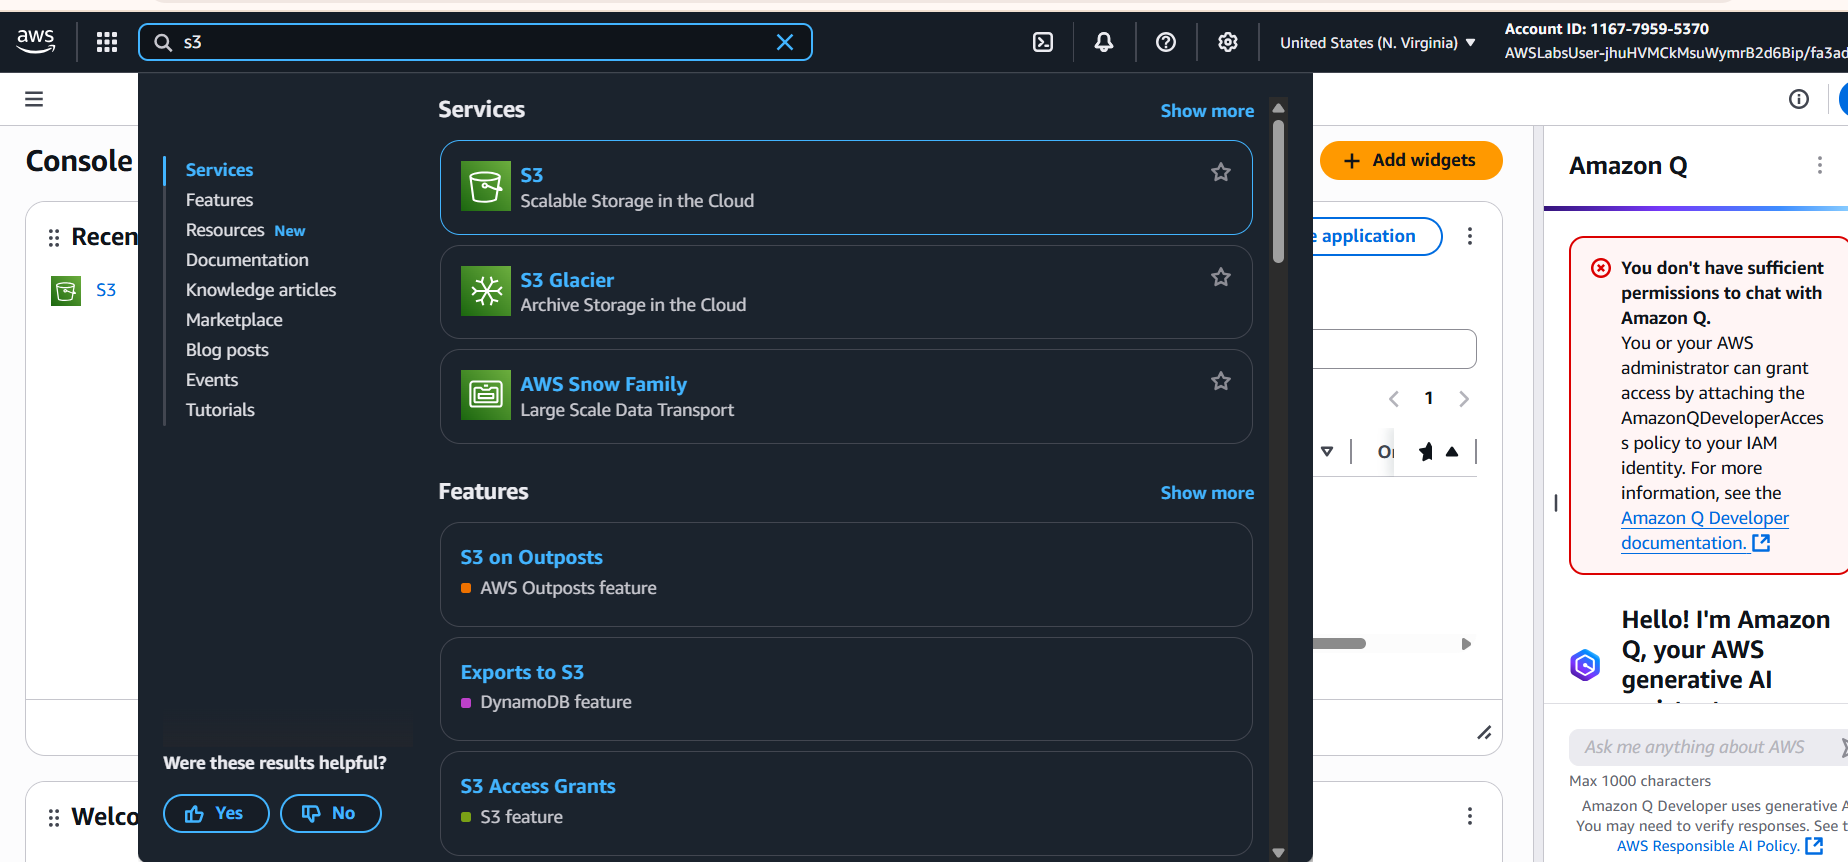 aws
s3
United States (N. Virginia)
Account ID: 1167-7959-5370
AWSLabsUser-jhuHVMCkMsuWymrB2d6Bip/fa3ad
Console
Recen
S3
Welco
Services
Features
Resources New
Documentation
Knowledge articles
Marketplace
Blog posts
Events
Tutorials
Were these results helpful?
Yes
No
Services
Show more
S3
Scalable Storage in the Cloud
S3 Glacier
Archive Storage in the Cloud
AWS Snow Family
Large Scale Data Transport
Features
Show more
S3 on Outposts
AWS Outposts feature
Exports to S3
DynamoDB feature
S3 Access Grants
S3 feature
+ Add widgets
application
1
Amazon Q
You don't have sufficient
permissions to chat with
Amazon Q.
You or your AWS
administrator can grant
access by attaching the
AmazonQDeveloperAcces
s policy to your IAM
identity. For more
information, see the
Amazon Q Developer
documentation.
Hello! I'm Amazon
Q, your AWS
generative AI
Ask me anything about AWS
Max 1000 characters
Amazon Q Developer uses generative A
You may need to verify responses. See t
AWS Responsible AI Policy.